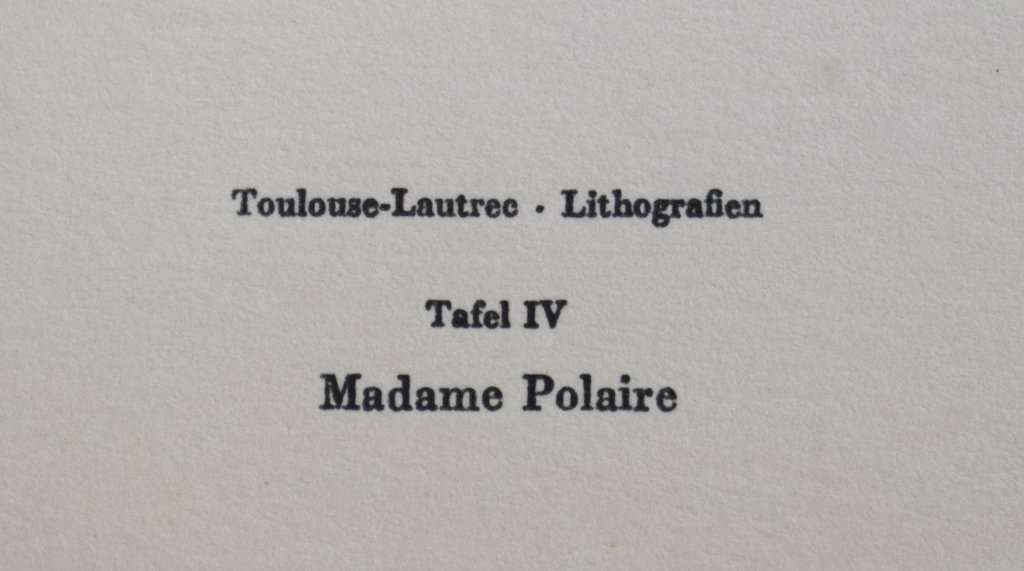 Toulouse-Lautrec · Lithografien
Tafel IV
Madame Polaire